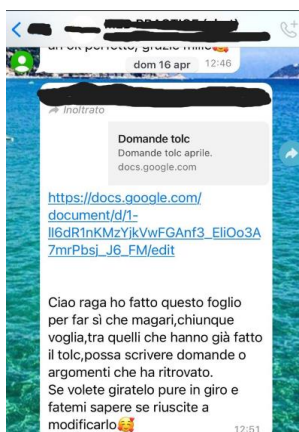 un ok perfetto, grazie mille🥰
dom 16 apr 12:46
Inoltrato
Domande tolc
Domande tolc aprile.
docs.google.com
https://docs.google.com/
document/d/1-
lI6dR1nKMzYjkVwFGAnf3_EliOo3A
7mrPbsj_J6_FM/edit
Ciao raga ho fatto questo foglio
per far sì che magari,chiunque
voglia,tra quelli che hanno già fatto
il tolc,possa scrivere domande o
argomenti che ha ritrovato.
Se volete giratelo pure in giro e
fatemi sapere se riuscite a
modificarlo🥰
12:51